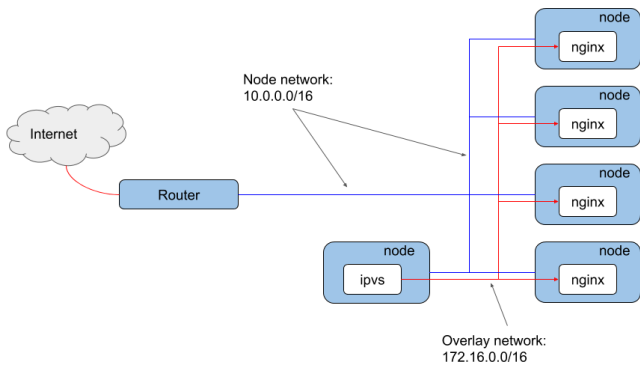 node
nginx
Node network:
10.0.0.0/16
node
nginx
Internet
node
Router
nginx
node
node
ipvs
nginx
Overlay network:
172.16.0.0/16